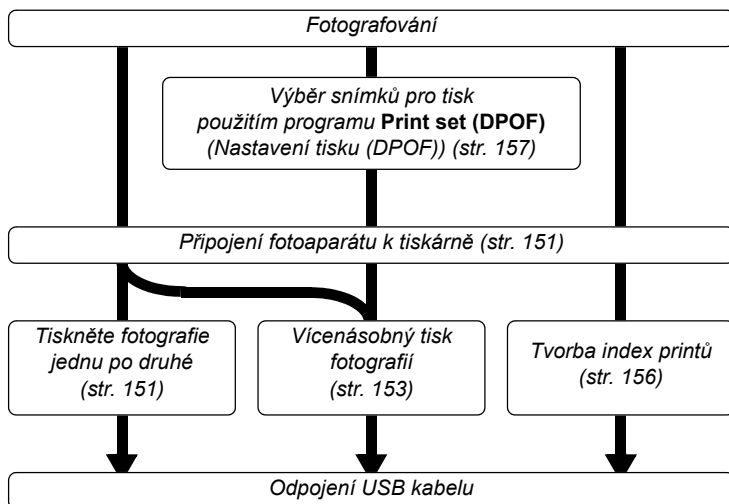 Fotografování
Výběr snímků pro tisk
použitím programu Print set (DPOF)
(Nastavení tisku (DPOF)) (str. 157)
Připojení fotoaparátu k tiskárně (str. 151)
Tiskněte fotografie
jednu po druhé
(str. 151)
Vícenásobný tisk
fotografií
(str. 153)
Tvorba index printů
(str. 156)
Odpojení USB kabelu